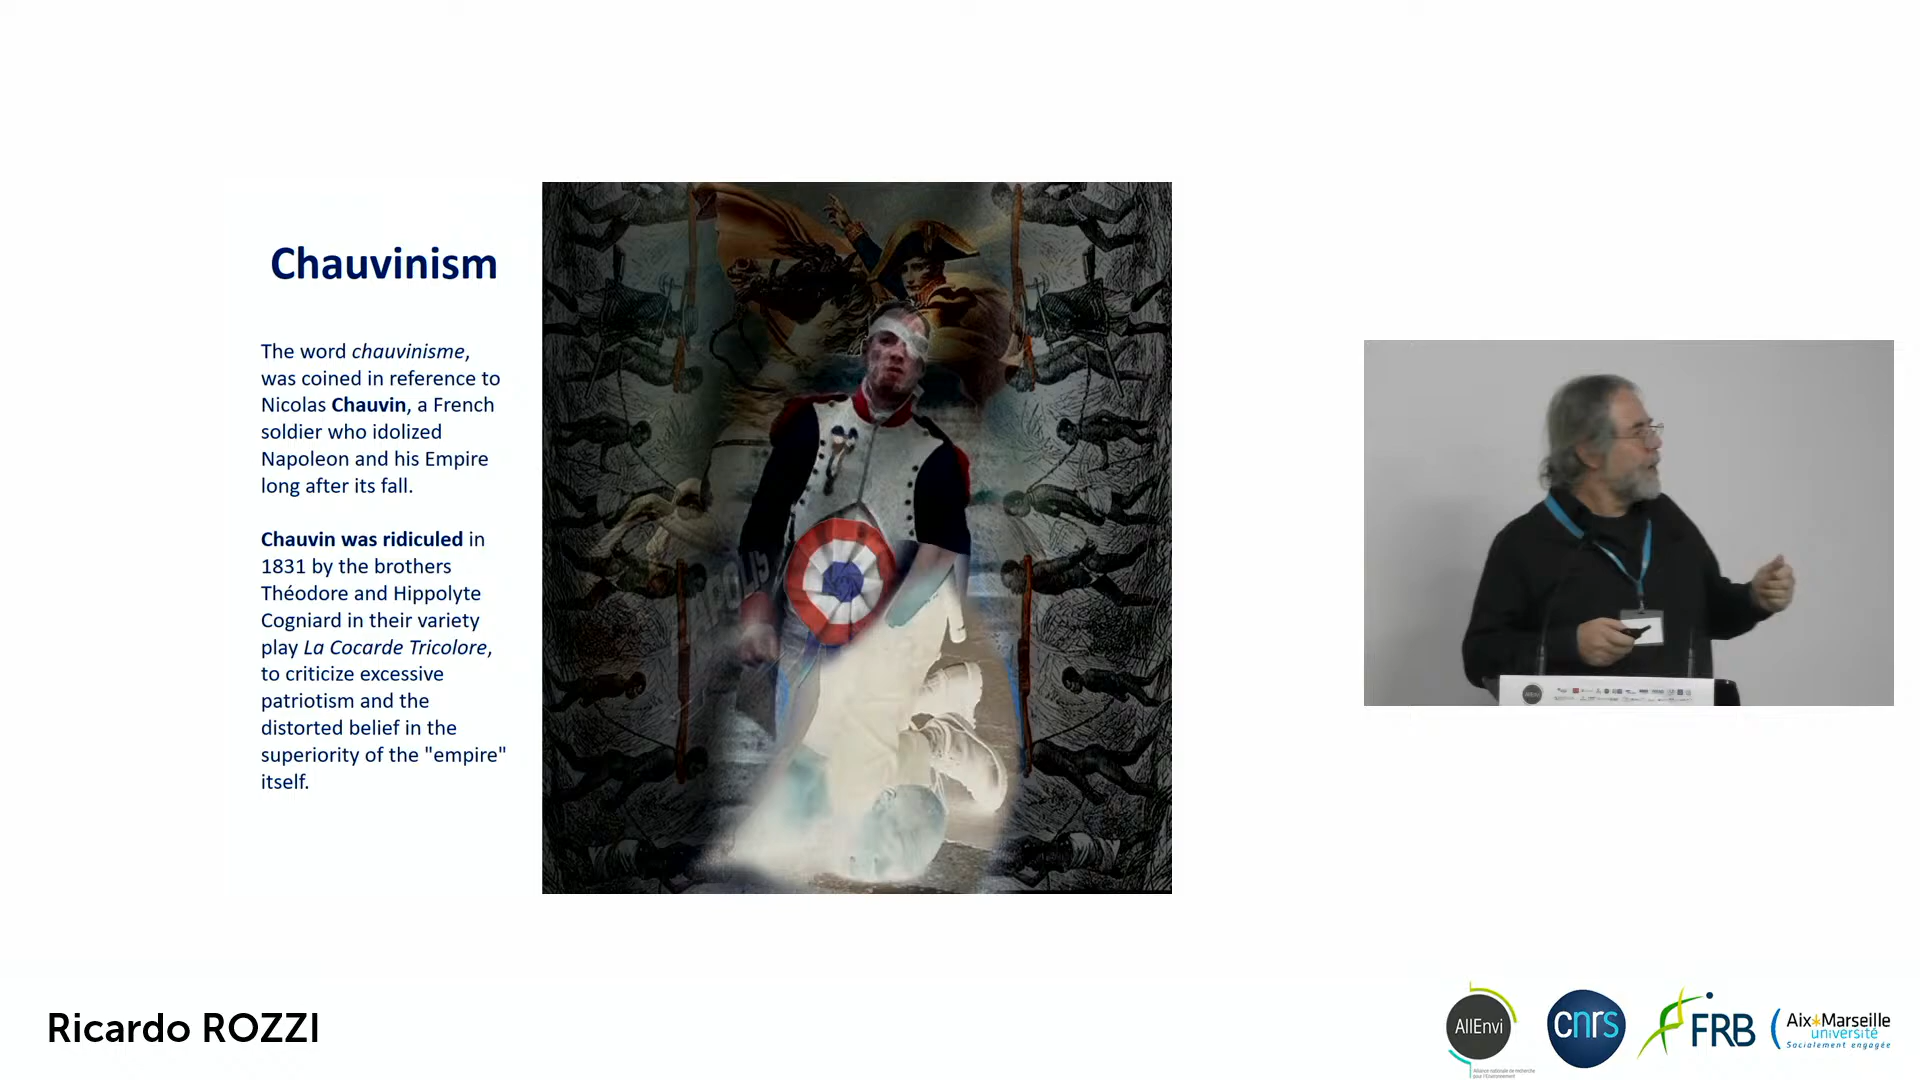 Chauvinism
The word chauvinisme,
was coined in reference to
Nicolas Chauvin, a French
soldier who idolized
Napoleon and his Empire
long after its fall.
Chauvin was ridiculed in
1831 by the brothers
Théodore and Hippolyte
Cogniard in their variety
play La Cocarde Tricolore,
to criticize excessive
patriotism and the
distorted belief in the
superiority of the "empire"
itself.
Ricardo ROZZI
AllEnvi
Alliance nationale de recherche
pour l'Environnement
cnrs
FRB
Aix*Marseille
université
Socialement engagée